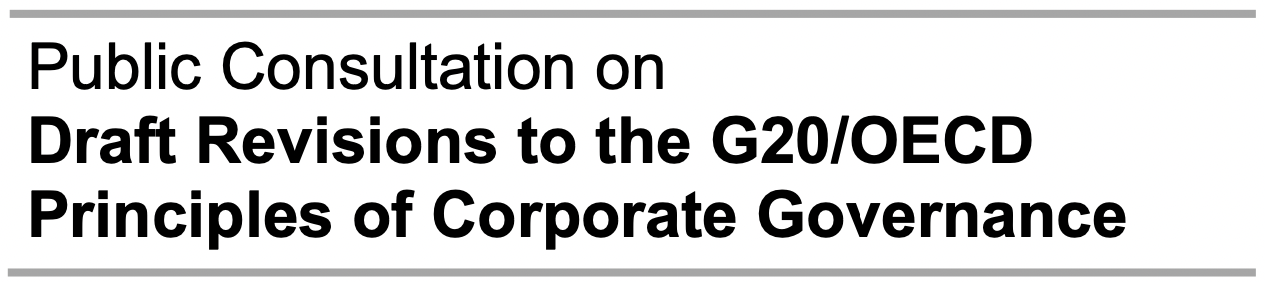 Public Consultation on
Draft Revisions to the G20/OECD
Principles of Corporate Governance